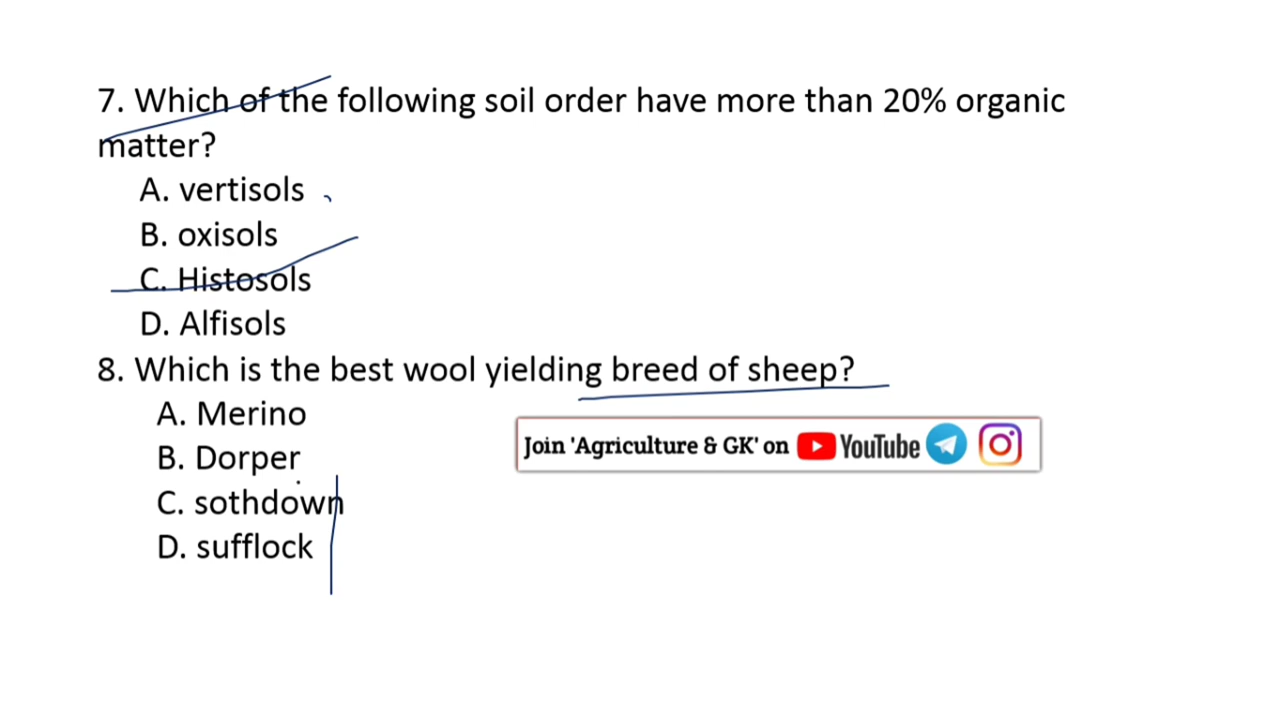 7. Which of the following soil order have more than 20% organic
matter?
A. vertisols
B. oxisols
C. Histosols
D. Alfisols
8. Which is the best wool yielding breed of sheep?
A. Merino
B. Dorper
C. sothdown
D. sufflock
Join 'Agriculture & GK' on YouTube